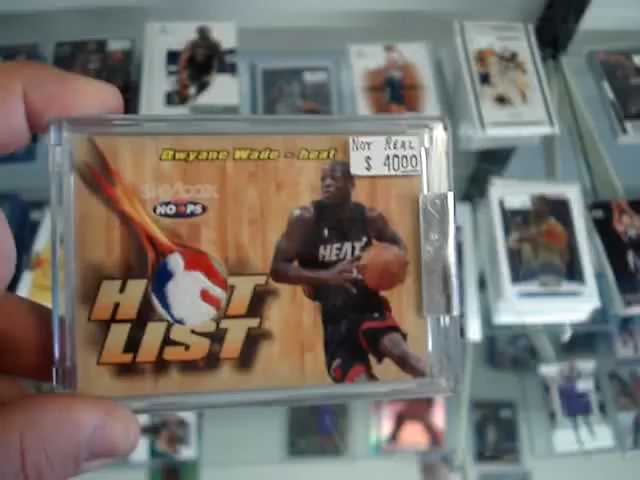 Dwyane Wade - heat
Not REAL
$ 4000
SKYBOX
HOOPS
HEAT
HOT
LIST